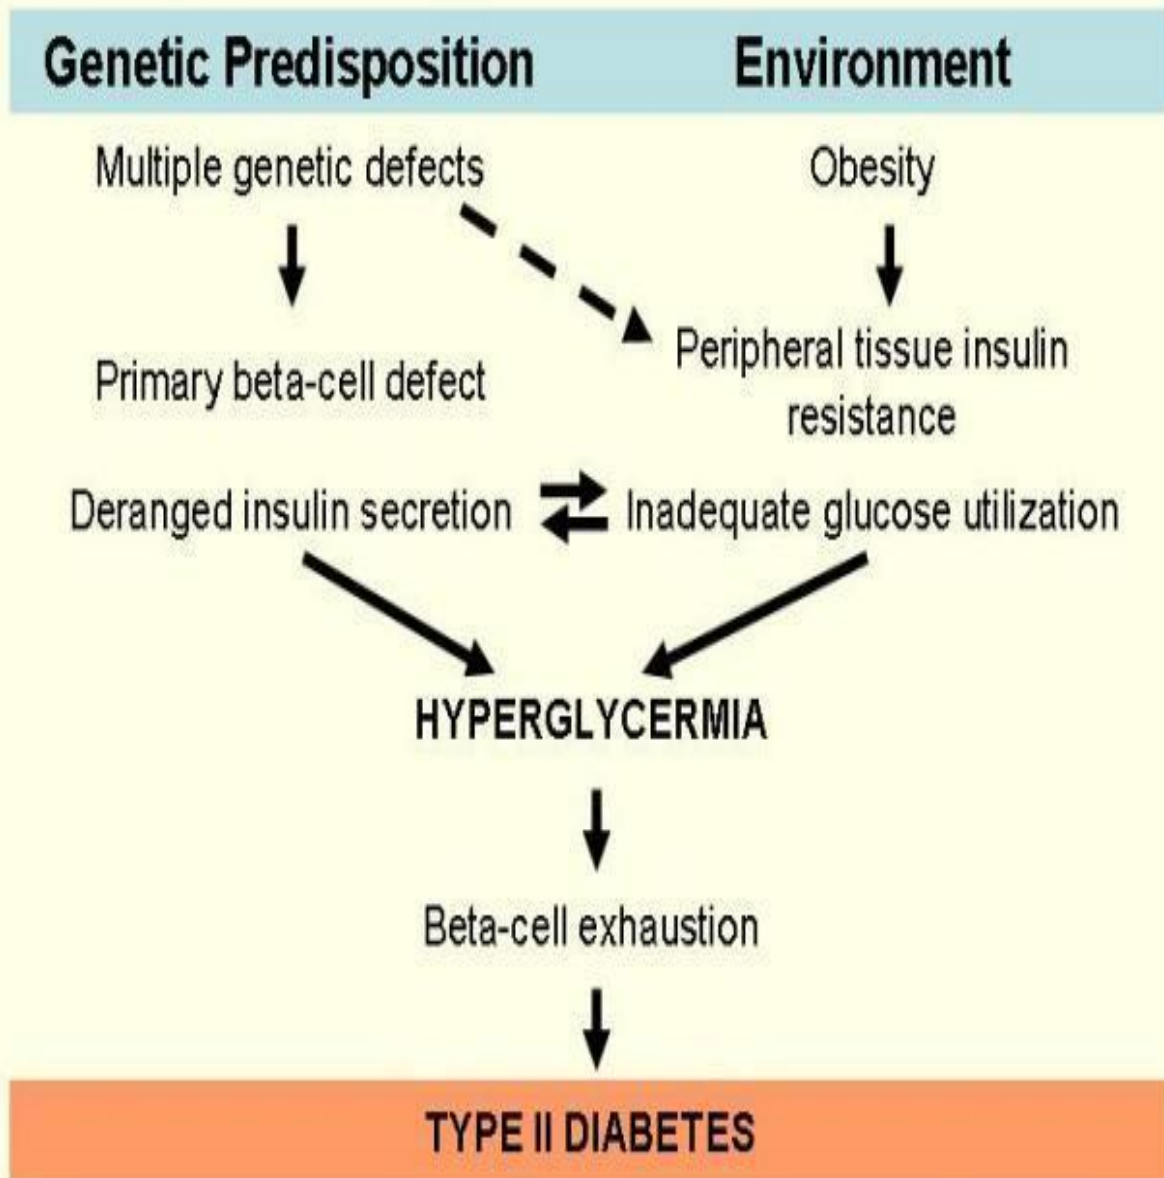 Genetic Predisposition
Environment
Multiple genetic defects
Obesity
Primary beta-cell defect
Peripheral tissue insulin
resistance
Deranged insulin secretion
Inadequate glucose utilization
HYPERGLYCERMIA
Beta-cell exhaustion
TYPE II DIABETES